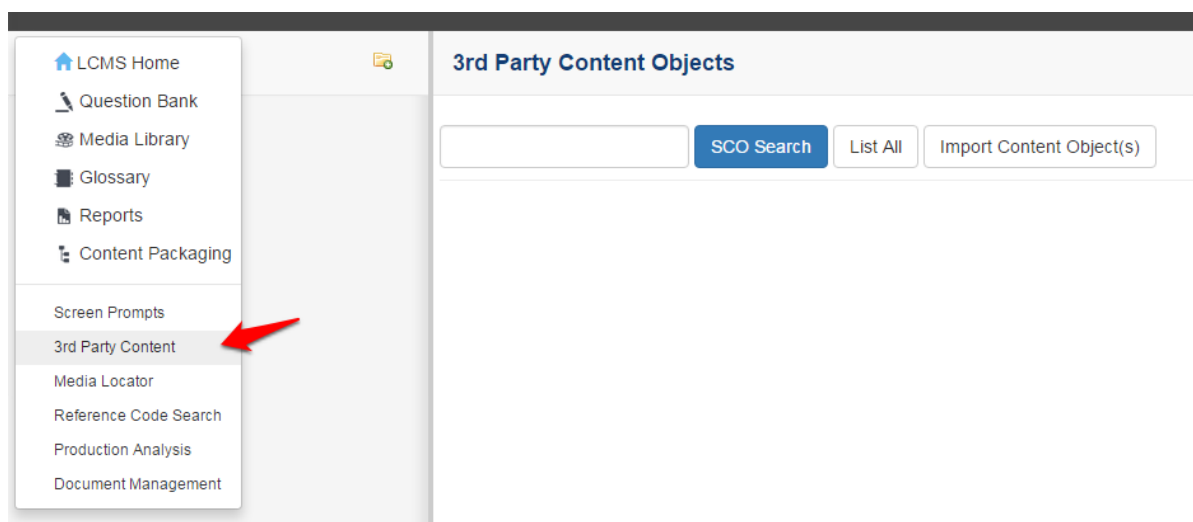 LCMS Home
Question Bank
Media Library
Glossary
Reports
Content Packaging
Screen Prompts
3rd Party Content
Media Locator
Reference Code Search
Production Analysis
Document Management
3rd Party Content Objects
SCO Search List All Import Content Object(s)